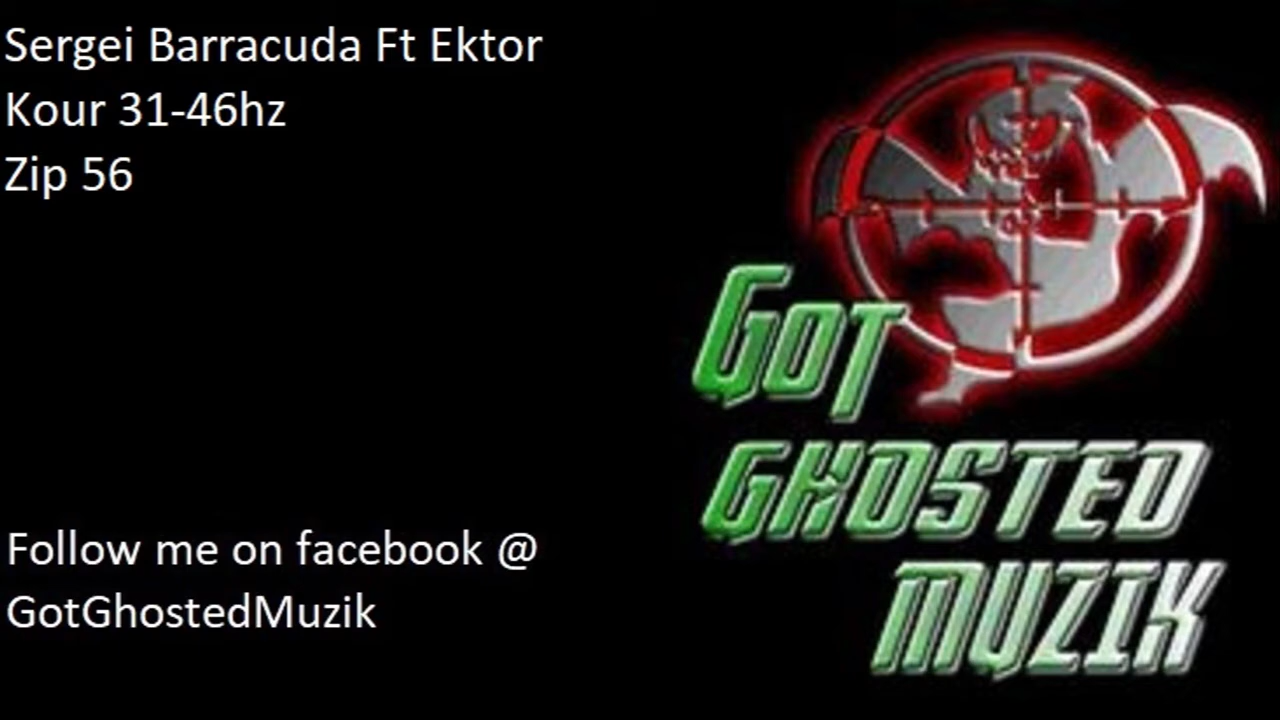 Sergei Barracuda Ft Ektor
Kour 31-46hz
Zip 56
Follow me on facebook @
GotGhostedMuzik
GOT
GHOSTED
MUZIK